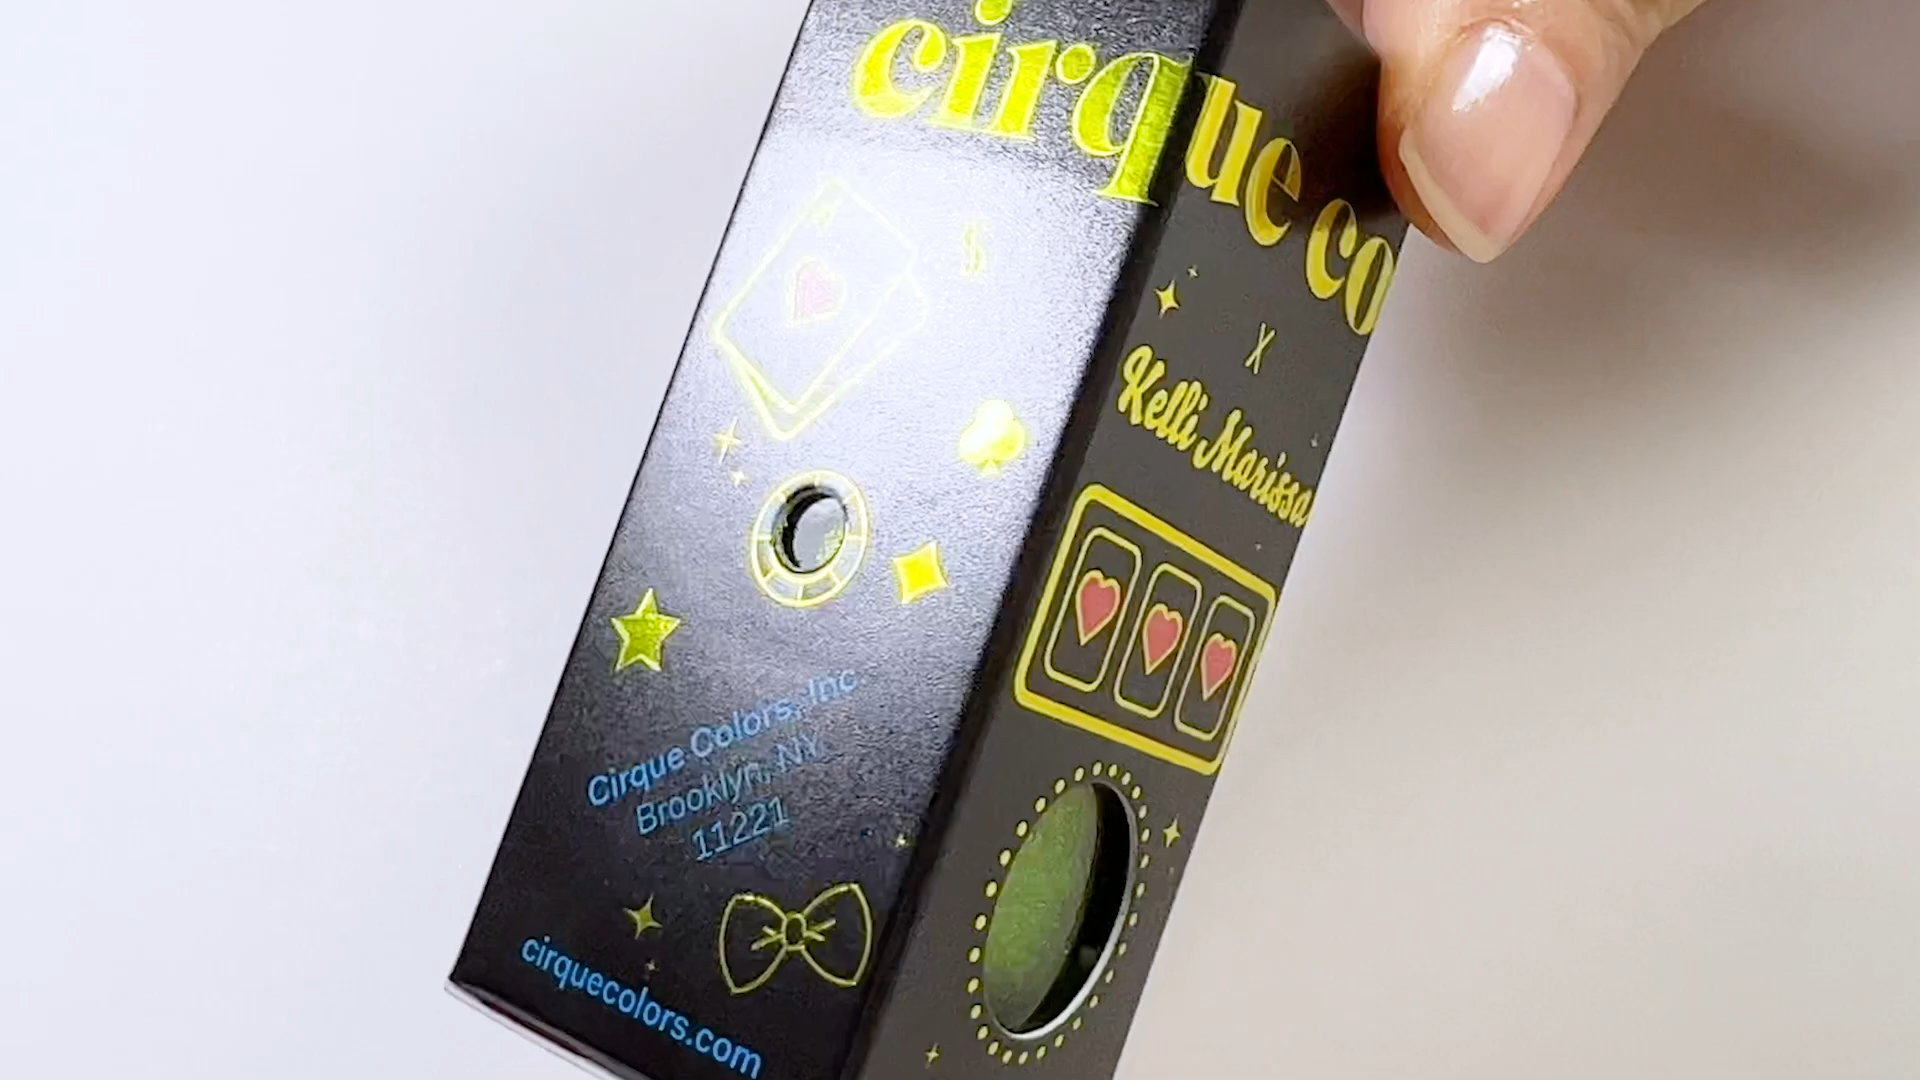 cirque co
$
X
Kelli Marissa
Cirque Colors, Inc
Brooklyn, NY
11221
cirquecolors.com